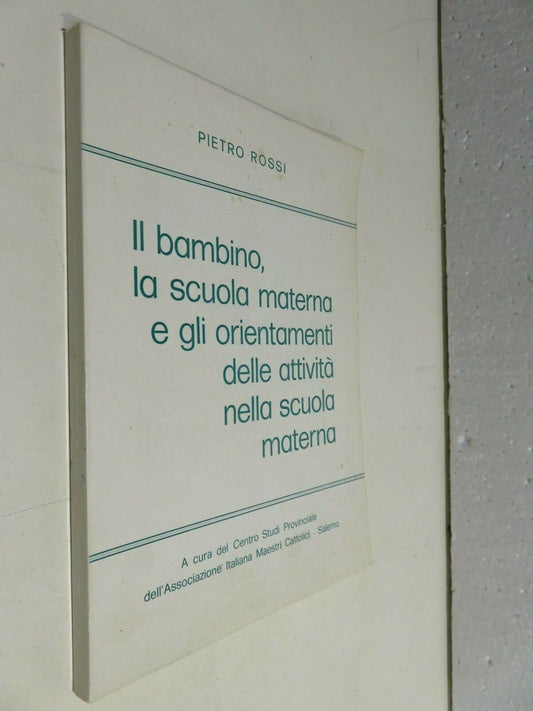 PIETRO ROSSI
Il bambino,
la scuola materna
e gli orientamenti
delle attività
nella scuola
materna
A cura del Centro Studi Provinciale
dell'Associazione Italiana Maestri Cattolici - Salerno